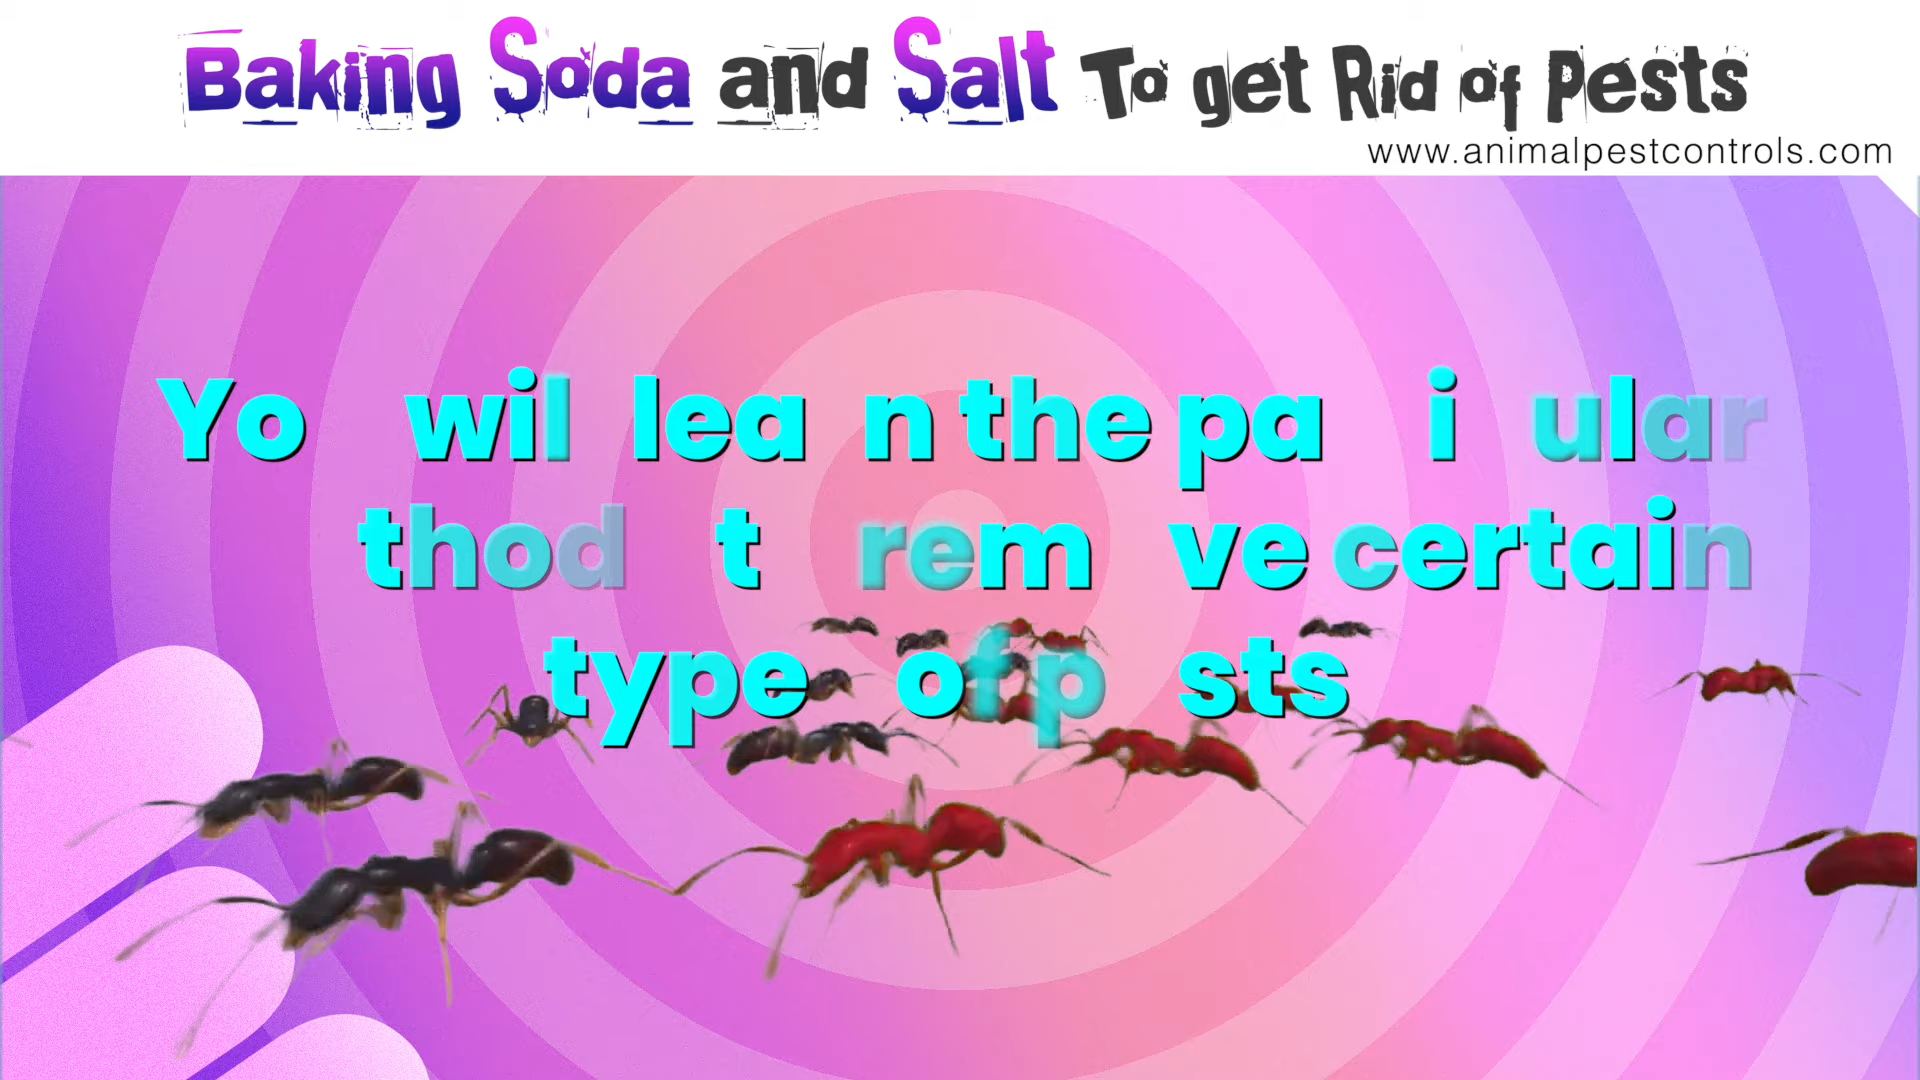 Baking Soda and Salt To get Rid of Pests
www.animalpestcontrols.com
Yo wil lea n the pa i ular
thod t rem ve certain
type of p sts